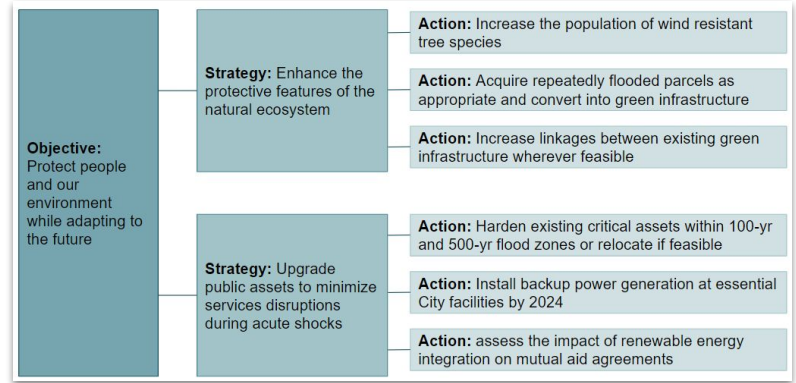 Objective:
Protect people
and our
environment
while adapting to
the future
Strategy: Enhance the
protective features of the
natural ecosystem
Action: Increase the population of wind resistant
tree species
Action: Acquire repeatedly flooded parcels as
appropriate and convert into green infrastructure
Action: Increase linkages between existing green
infrastructure wherever feasible
Strategy: Upgrade
public assets to minimize
services disruptions
during acute shocks
Action: Harden existing critical assets within 100-yr
and 500-yr flood zones or relocate if feasible
Action: Install backup power generation at essential
City facilities by 2024
Action: assess the impact of renewable energy
integration on mutual aid agreements